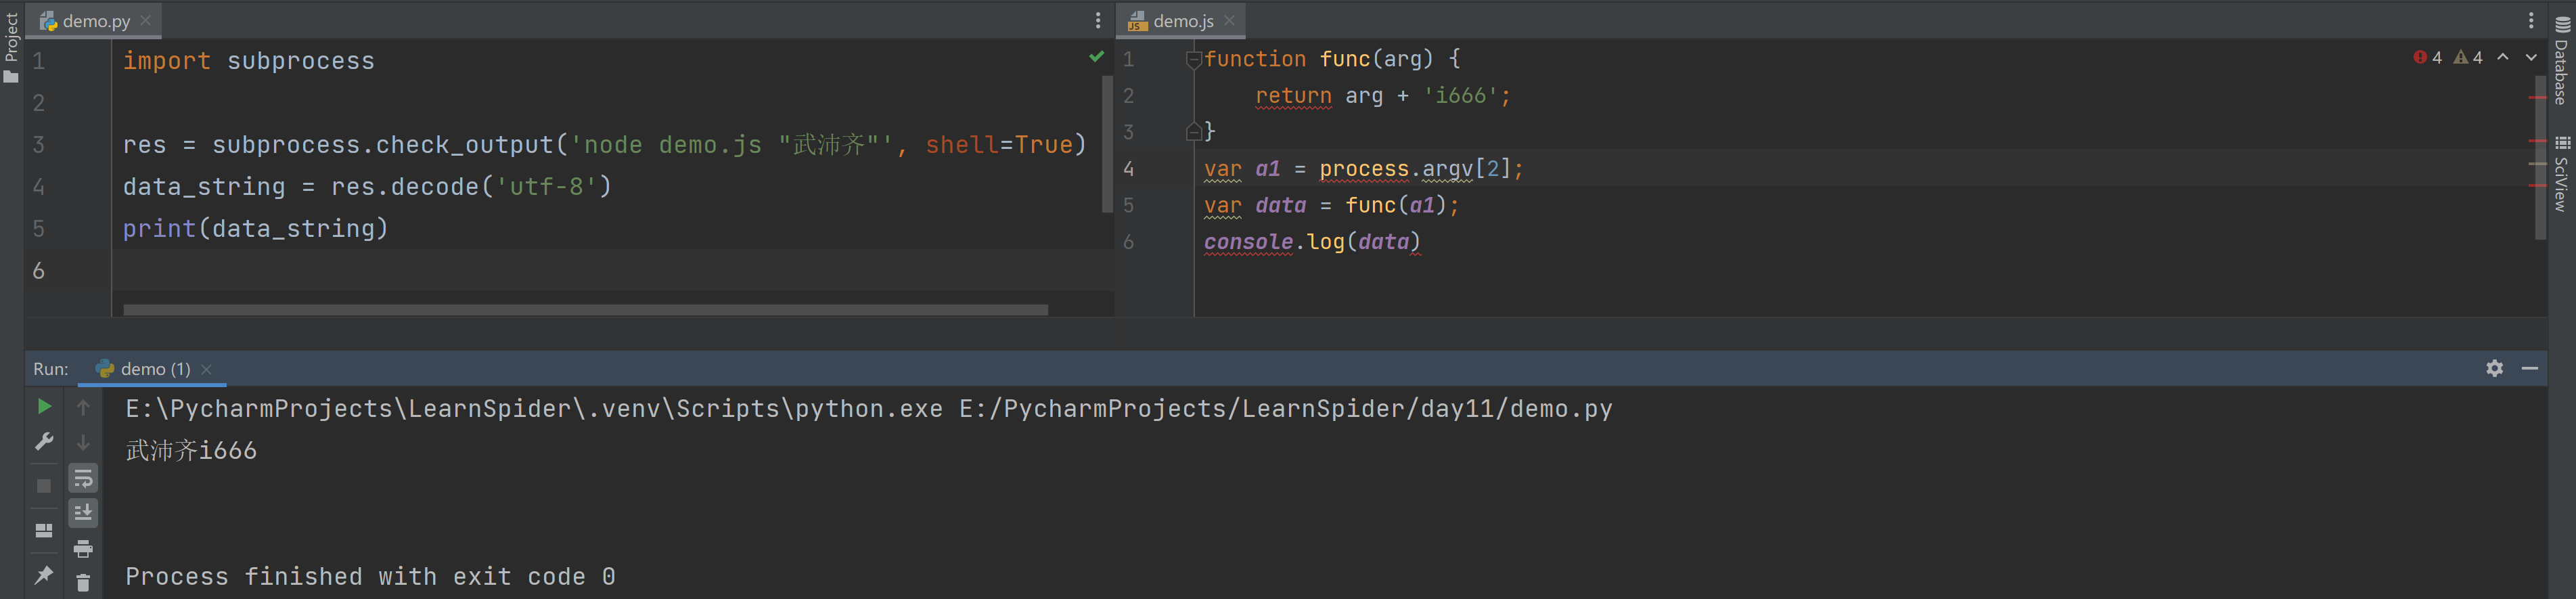 Project
demo.py
1 import subprocess
2
3 res = subprocess.check_output('node demo.js "武沛齐"', shell=True)
4 data_string = res.decode('utf-8')
5 print(data_string)
6
demo.js
4 4
1 function func(arg) {
2 return arg + 'i666';
3 }
4 var a1 = process.argv[2];
5 var data = func(a1);
6 console.log(data)
Database
SciView
Run: demo (1)
E:\PycharmProjects\LearnSpider\.venv\Scripts\python.exe E:/PycharmProjects/LearnSpider/day11/demo.py
武沛齐i666
Process finished with exit code 0